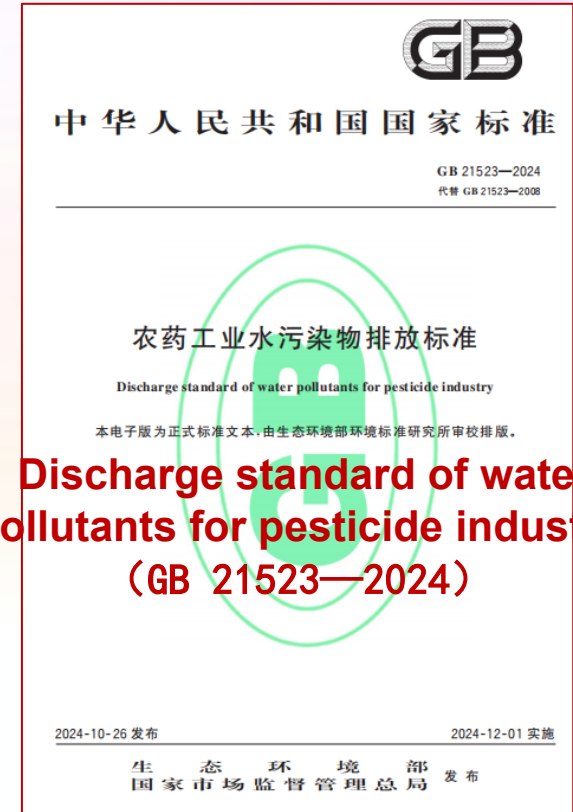 GB
中华人民共和国国家标准
GB 21523—2024
代替 GB 21523—2008
农药工业水污染物排放标准
Discharge standard of water pollutants for pesticide industry
本电子版为正式标准文本,由生态环境部环境标准研究所审校排版。
Discharge standard of wate
ollutants for pesticide indust
（GB 21523—2024）
2024-10-26 发布
2024-12-01 实施
生态环境部
国家市场监督管理总局
发布